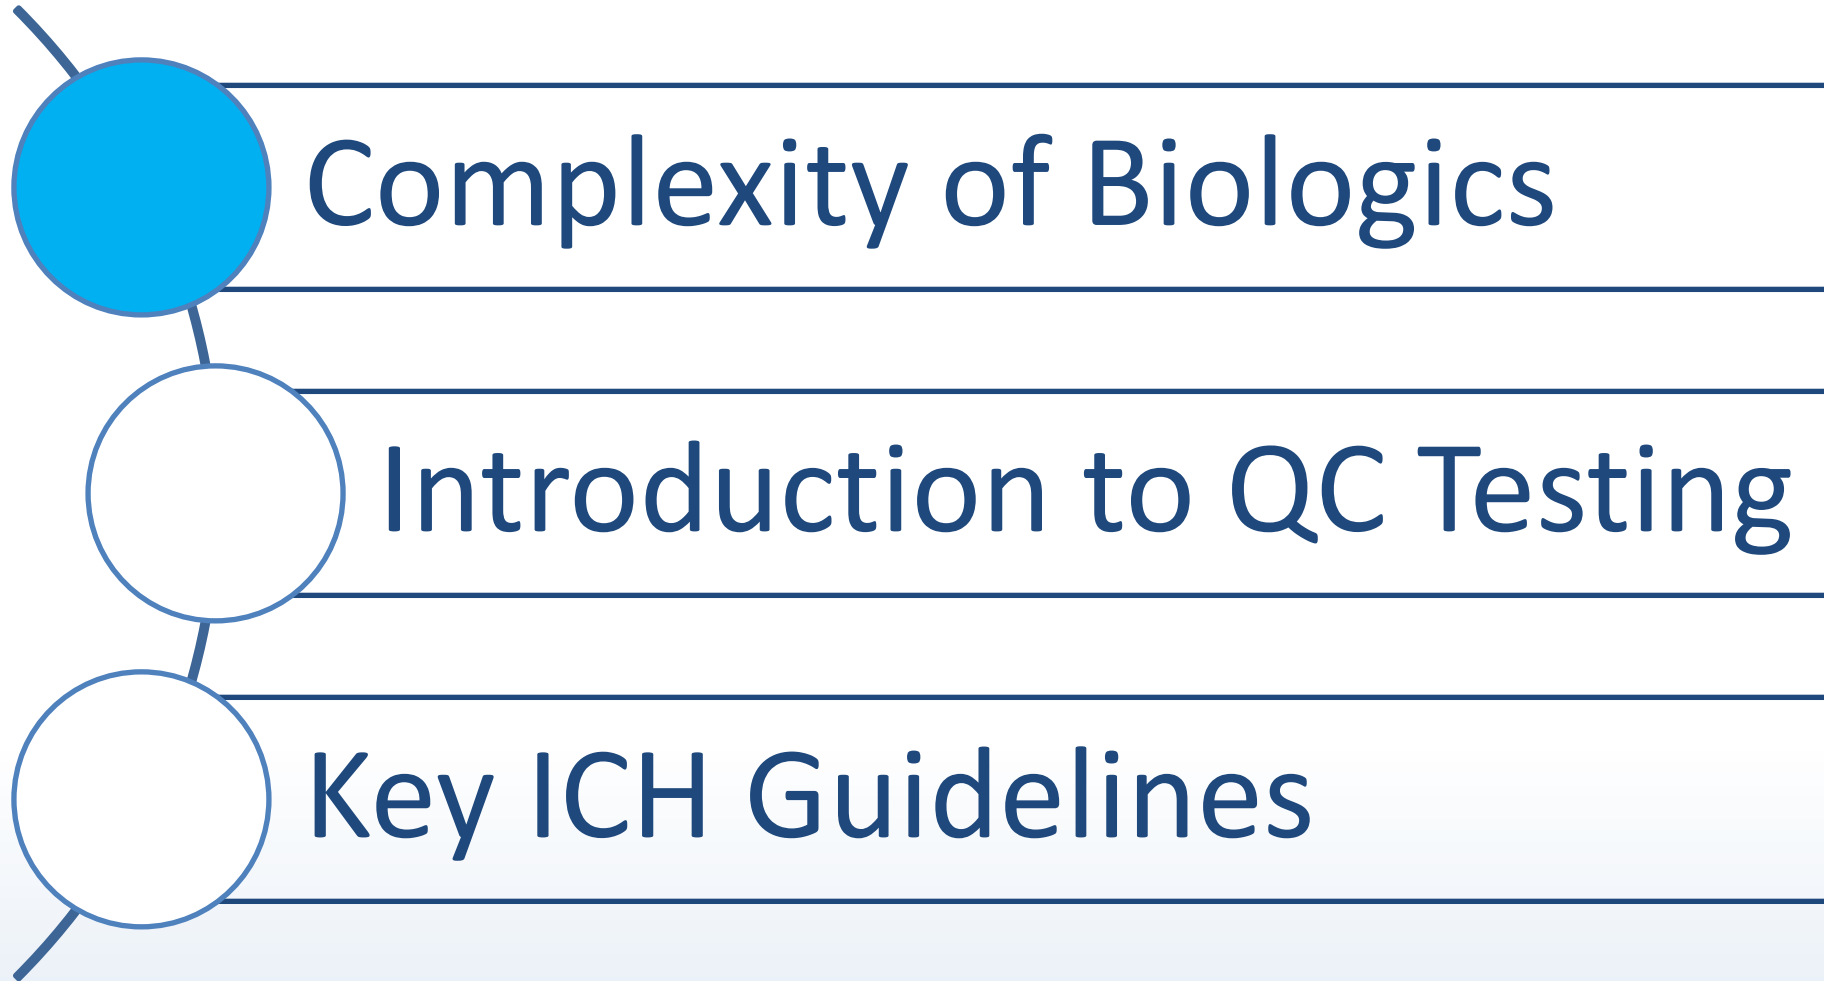 Complexity of Biologics
Introduction to QC Testing
Key ICH Guidelines